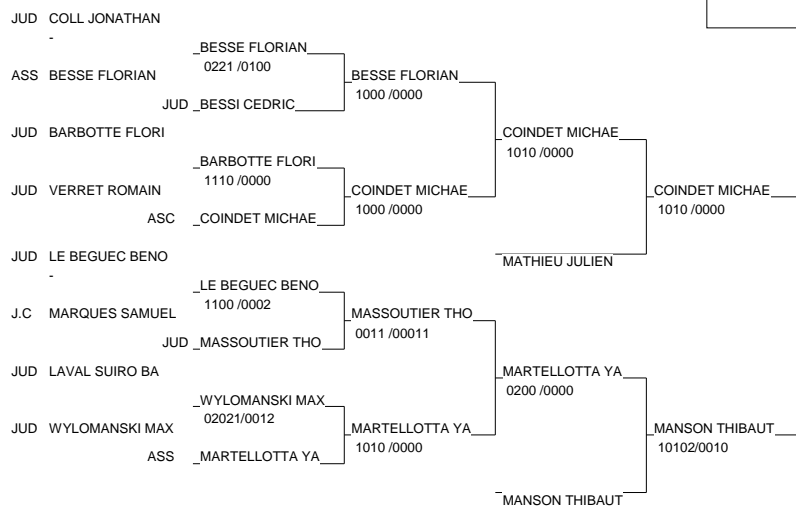 JUD COLL JONATHAN
-
_BESSE FLORIAN
0221 /0100
ASS BESSE FLORIAN
BESSE FLORIAN
1000 /0000
JUD _BESSI CEDRIC
JUD BARBOTTE FLORI
COINDET MICHAE
1010 /0000
_BARBOTTE FLORI
1110 /0000
JUD VERRET ROMAIN
COINDET MICHAE
1000 /0000
COINDET MICHAE
1010 /0000
ASC _COINDET MICHAE
JUD LE BEGUEC BENO
-
MATHIEU JULIEN
_LE BEGUEC BENO
1100 /0002
J.C MARQUES SAMUEL
MASSOUTIER THO
0011 /00011
JUD _MASSOUTIER THO
JUD LAVAL SUIRO BA
MARTELLOTTA YA
0200 /0000
_WYLOMANSKI MAX
02021/0012
JUD WYLOMANSKI MAX
MARTELLOTTA YA
1010 /0000
MANSON THIBAUT
10102/0010
ASS _MARTELLOTTA YA
MANSON THIBAUT